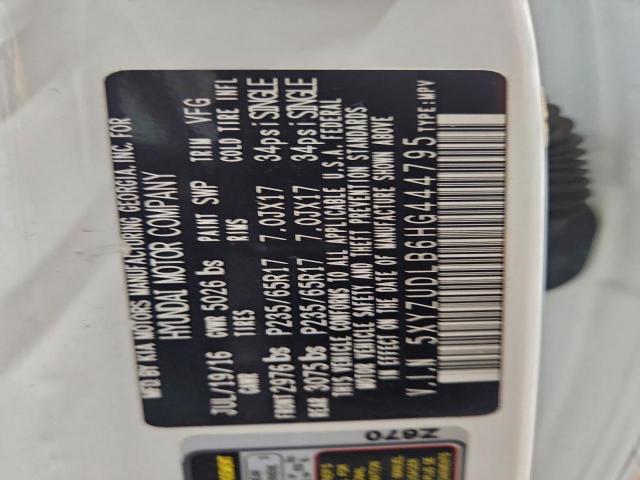 MFD BY KIA MOTORS MANUFACTURING GEORGIA, INC. FOR
HYUNDAI MOTOR COMPANY
JUL/19/16 GVWR 5026 lbs PAINT SWP TRIM YFG
GAWR TIRES RIMS COLD TIRE INFL
FRONT 2976 lbs P235/65R17 7.0JX17 34psi SINGLE
REAR 3075 lbs P235/65R17 7.0JX17 34psi SINGLE
THIS VEHICLE CONFORMS TO ALL APPLICABLE U.S. FEDERAL
MOTOR VEHICLE SAFETY AND THEFT PREVENTION STANDARDS
IN EFFECT ON THE DATE OF MANUFACTURE SHOWN ABOVE
V.I.N 5XYZUDLB6HG444795 TYPE:MPV
Z670